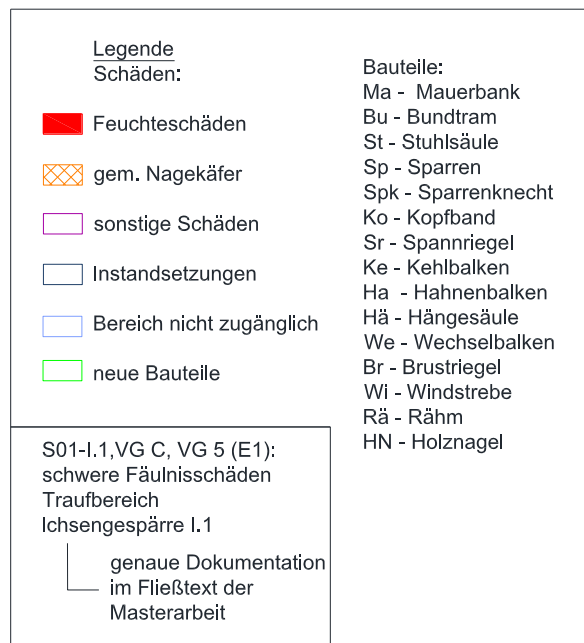 Legende
Schäden:
Feuchteschäden
gem. Nagekäfer
sonstige Schäden
Instandsetzungen
Bereich nicht zugänglich
neue Bauteile
Bauteile:
Ma - Mauerbank
Bu - Bundtram
St - Stuhlsäule
Sp - Sparren
Spk - Sparrenknecht
Ko - Kopfband
Sr - Spannriegel
Ke - Kehlbalken
Ha - Hahnenbalken
Hä - Hängesäule
We - Wechselbalken
Br - Brustriegel
Wi - Windstrebe
Rä - Rähm
HN - Holznagel
S01-I.1,VG C, VG 5 (E1):
schwere Fäulnisschäden
Traufbereich
Ichsengespärre I.1
genaue Dokumentation
im Fließtext der
Masterarbeit